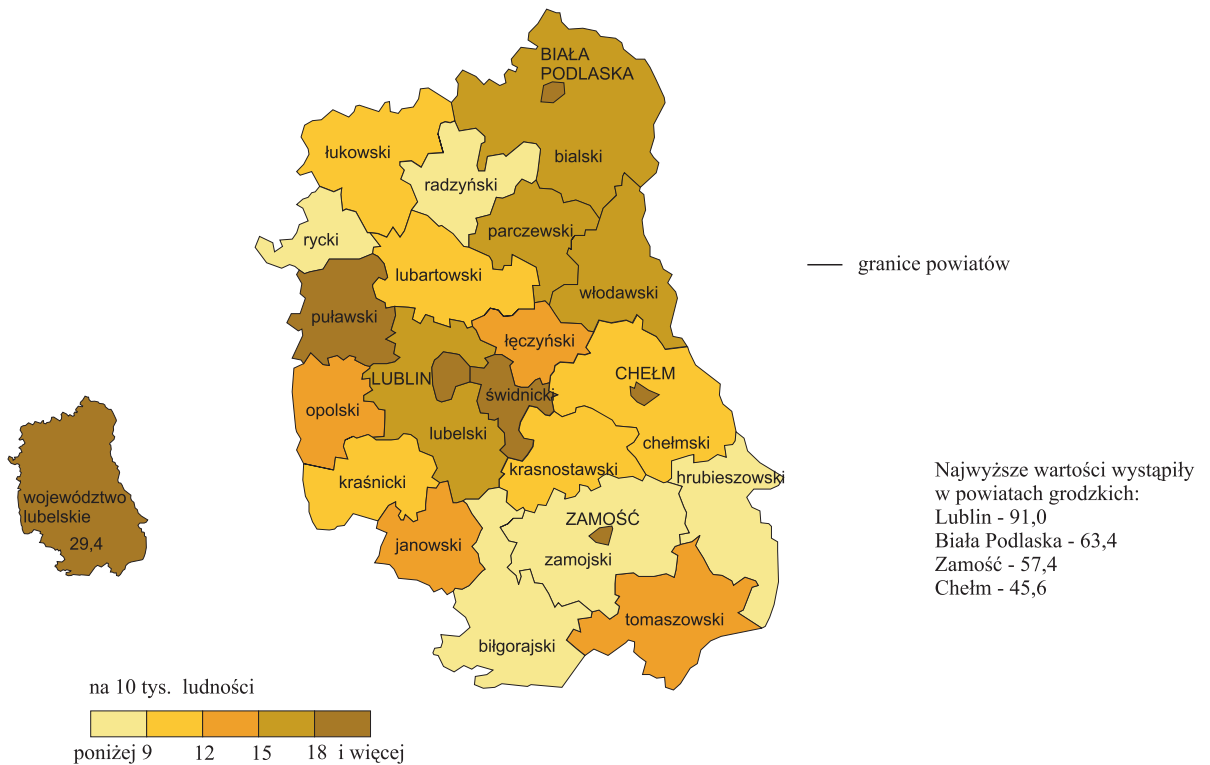 BIAŁA
PODLASKA
łukowski
bialski
radzyński
rycki
parczewski
lubartowski
włodawski
granice powiatów
puławski
łęczyński
LUBLIN
CHEŁM
świdnicki
opolski
lubelski
chełmski
kraśnicki
krasnostawski
hrubieszowski
Najwyższe wartości wystąpiły
w powiatach grodzkich:
Lublin - 91,0
Biała Podlaska - 63,4
Zamość - 57,4
Chełm - 45,6
województwo
lubelskie
29,4
ZAMOŚĆ
janowski
zamojski
tomaszowski
biłgorajski
na 10 tys. ludności
poniżej 9 12 15 18 i więcej